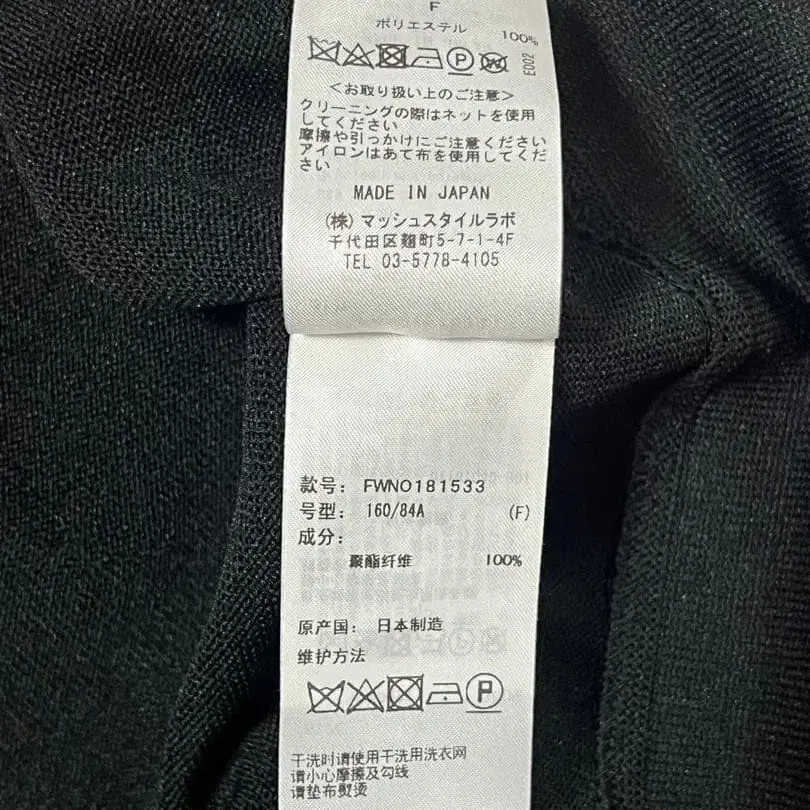 F
ポリエステル 100%
P W E002
<お取り扱い上のご注意>
クリーニングの際はネットを使用
してください
摩擦や引っかけにご注意ください
アイロンはあて布を使用してくだ
さい
MADE IN JAPAN
(株) マッシュスタイルラボ
千代田区麹町5-7-1-4F
TEL 03-5778-4105
款号: FWNO181533
号型: 160/84A (F)
成分:
聚酯纤维 100%
原产国: 日本制造
维护方法
P
干洗时请使用干洗用洗衣网
请小心摩擦及勾线
请垫布熨烫